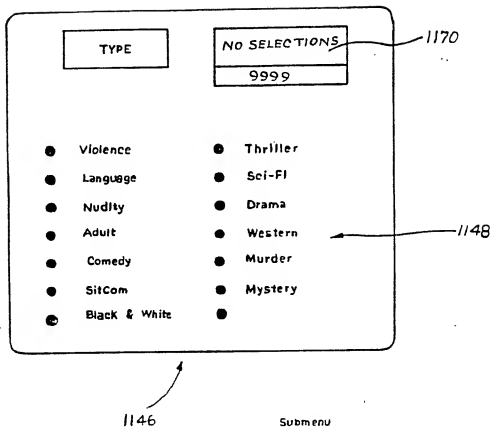 TYPE
NO SELECTIONS
1170
9999
Violence
Thriller
Language
Sci-FI
Nudity
Drama
Adult
Western
1148
Comedy
Murder
SitCom
Mystery
Black & White
1146
Submenu